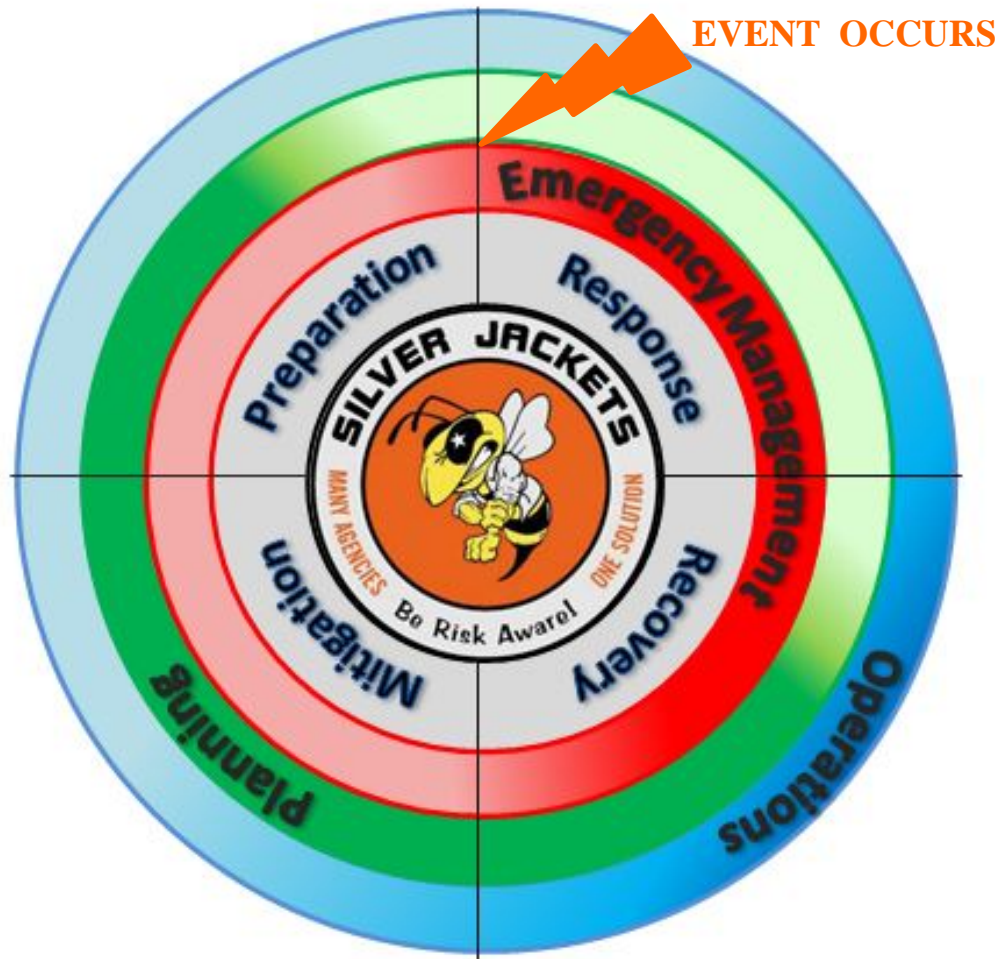 EVENT OCCURS
Emergency Management
Preparation
Response
SILVER JACKETS
MANY AGENCIES
ONE SOLUTION
Be Risk Aware!
Mitigation
Recovery
Planning
Operations